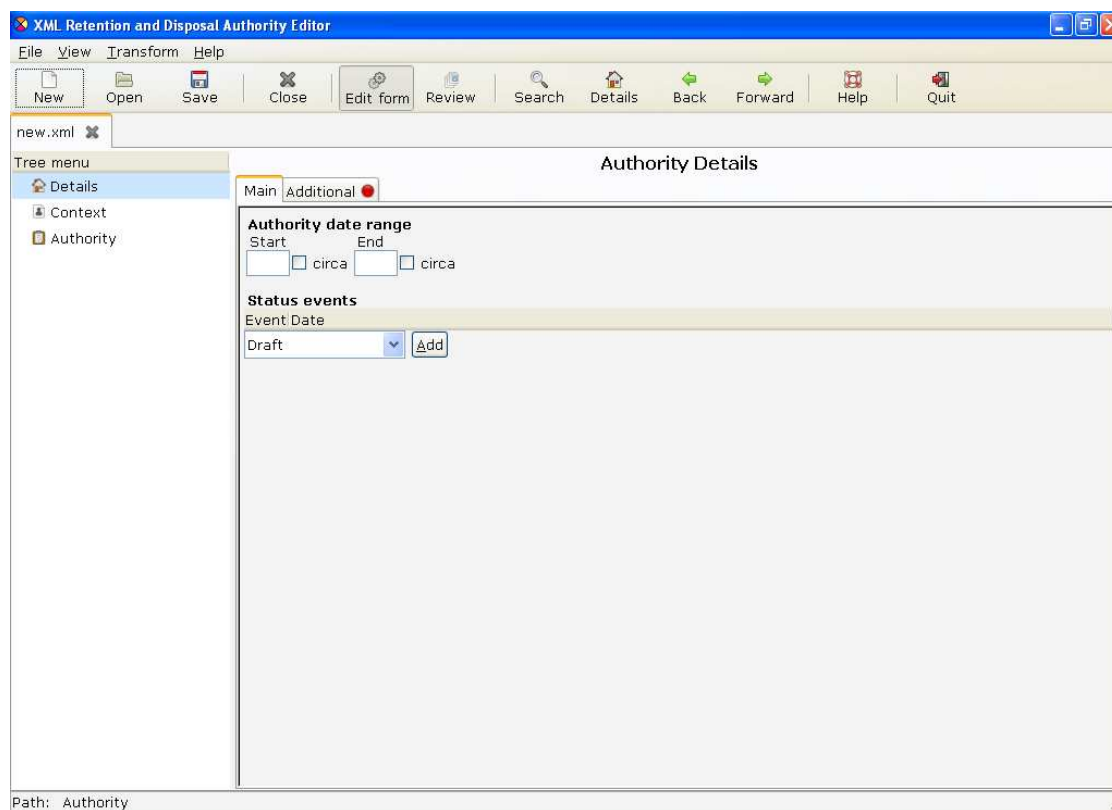 XML Retention and Disposal Authority Editor
File View Transform Help
New Open Save Close Edit form Review Search Details Back Forward Help Quit
new.xml
Tree menu
Authority Details
Details
Main Additional
Context
Authority
Authority date range
Start End
circa circa
Status events
Event Date
Draft Add
Path: Authority